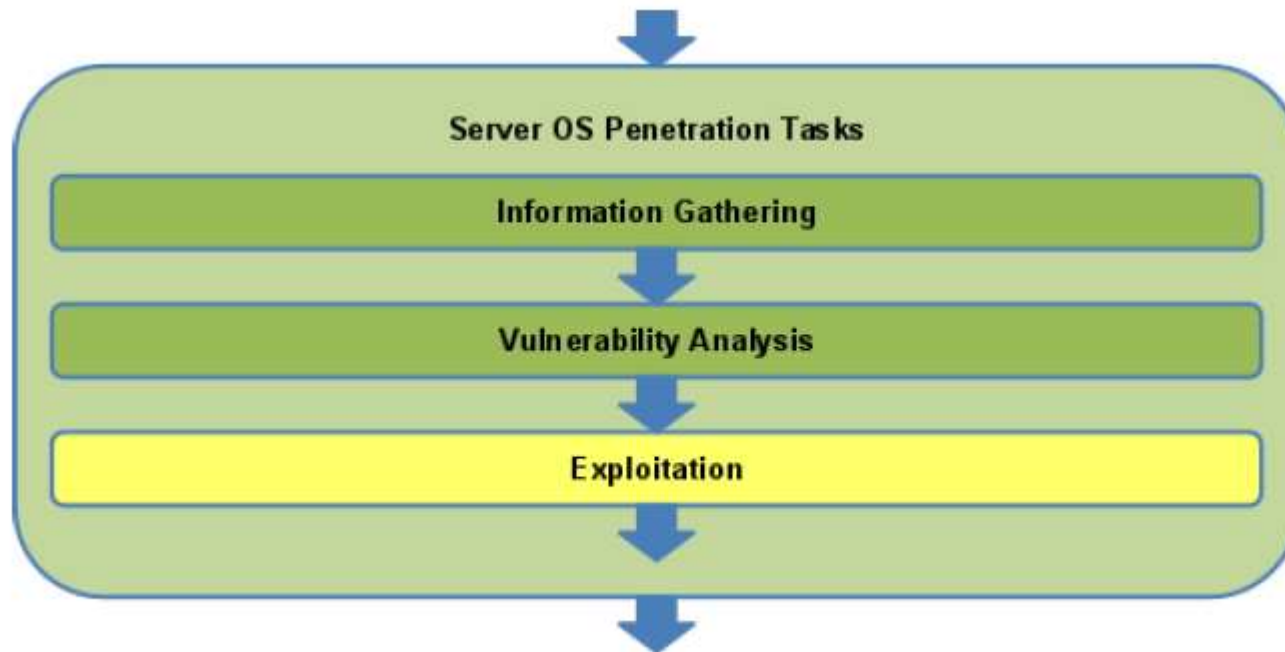 Server OS Penetration Tasks
Information Gathering
Vulnerability Analysis
Exploitation